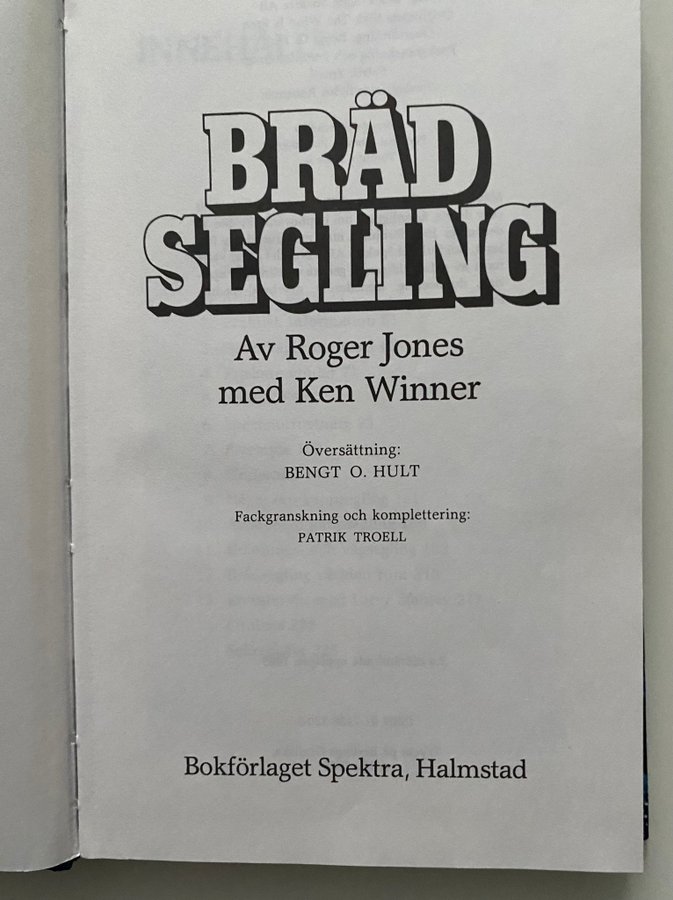 BRÄD
SEGLING
Av Roger Jones
med Ken Winner
Översättning:
BENGT O. HULT
Fackgranskning och komplettering:
PATRIK TROELL
Bokförlaget Spektra, Halmstad